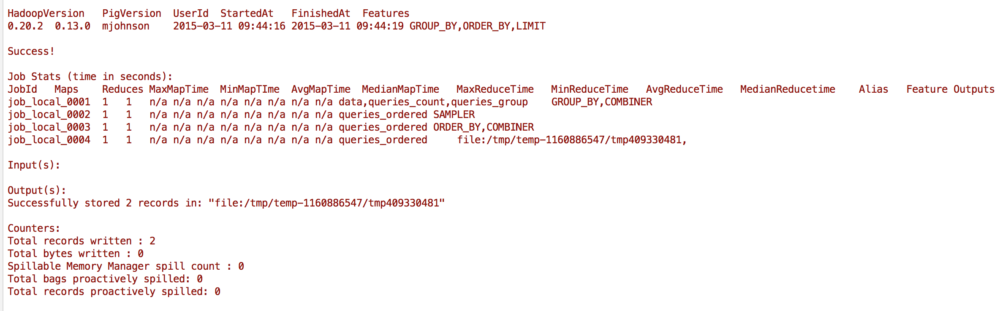 HadoopVersion PigVersion UserId StartedAt FinishedAt Features
0.20.2 0.13.0 mjohnson 2015-03-11 09:44:16 2015-03-11 09:44:19 GROUP_BY,ORDER_BY,LIMIT
Success!
Job Stats (time in seconds):
JobId Maps Reduces MaxMapTime MinMapTIme AvgMapTime MedianMapTime MaxReduceTime MinReduceTime AvgReduceTime MedianReducetime Alias Feature Outputs
job_local_0001 1 1 n/a n/a n/a n/a n/a n/a n/a n/a data,queries_count,queries_group GROUP_BY,COMBINER
job_local_0002 1 1 n/a n/a n/a n/a n/a n/a n/a n/a queries_ordered SAMPLER
job_local_0003 1 1 n/a n/a n/a n/a n/a n/a n/a n/a queries_ordered ORDER_BY,COMBINER
job_local_0004 1 1 n/a n/a n/a n/a n/a n/a n/a n/a queries_ordered file:/tmp/temp-1160886547/tmp409330481,
Input(s):
Output(s):
Successfully stored 2 records in: "file:/tmp/temp-1160886547/tmp409330481"
Counters:
Total records written : 2
Total bytes written : 0
Spillable Memory Manager spill count : 0
Total bags proactively spilled: 0
Total records proactively spilled: 0